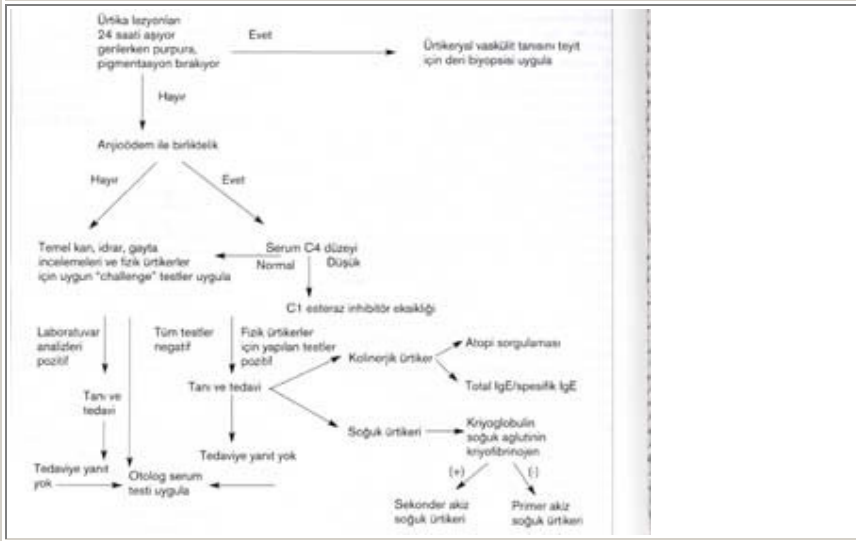 Ürtika lezyonları
24 saati aşıyor
gerilerken purpura,
pigmentasyon bırakıyor
Evet
Ürtikeryal vaskülit tanısını teyit
için deri biyopsisi uygula
Hayır
Anjioödem ile birliktelik
Hayır
Evet
Temel kan, idrar, gayta
incelemeleri ve fizik ürtikerler
için uygun "challenge" testler uygula
Serum C4 düzeyi
Normal
Düşük
C1 esteraz inhibitör eksikliği
Laboratuvar
analizleri
pozitif
Tüm testler
negatif
Fizik ürtikerler
için yapılan testler
pozitif
Kolinerjik ürtiker
Atopi sorgulaması
Total IgE/spesifik IgE
Tanı ve
tedavi
Tanı ve tedavi
Soğuk ürtikeri
Kriyoglobulin
soğuk aglutinin
kriyofibrinojen
Tedaviye yanıt
yok
Tedaviye yanıt yok
Otolog serum
testi uygula
(+)
(-)
Sekonder akiz
soğuk ürtikeri
Primer akiz
soğuk ürtikeri